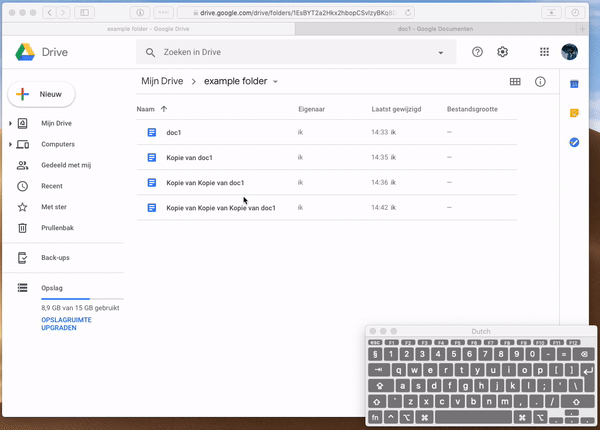 drive.google.com/drive/folders/1EsBYT2a2Hkx2hbopCSvIzyBKq8D
example folder - Google Drive
doc1 - Google Documenten
Drive
Zoeken in Drive
Nieuw
Mijn Drive > example folder
Naam
Eigenaar
Laatst gewijzigd
Bestandsgrootte
doc1
ik
14:33 ik
—
Kopie van doc1
ik
14:35 ik
—
Kopie van Kopie van doc1
ik
14:36 ik
—
Kopie van Kopie van Kopie van doc1
ik
14:42 ik
—
Mijn Drive
Computers
Gedeeld met mij
Recent
Met ster
Prullenbak
Back-ups
Opslag
8,9 GB van 15 GB gebruikt
OPSLAGRUIMTE
UPGRADEN
Dutch
esc F1 F2 F3 F4 F5 F6 F7 F8 F9 F10 F11 F12
§ 1 2 3 4 5 6 7 8 9 0 - =
q w e r t y u i o p [ ]
a s d f g h j k l ; ' \
` z x c v b n m , . /
fn